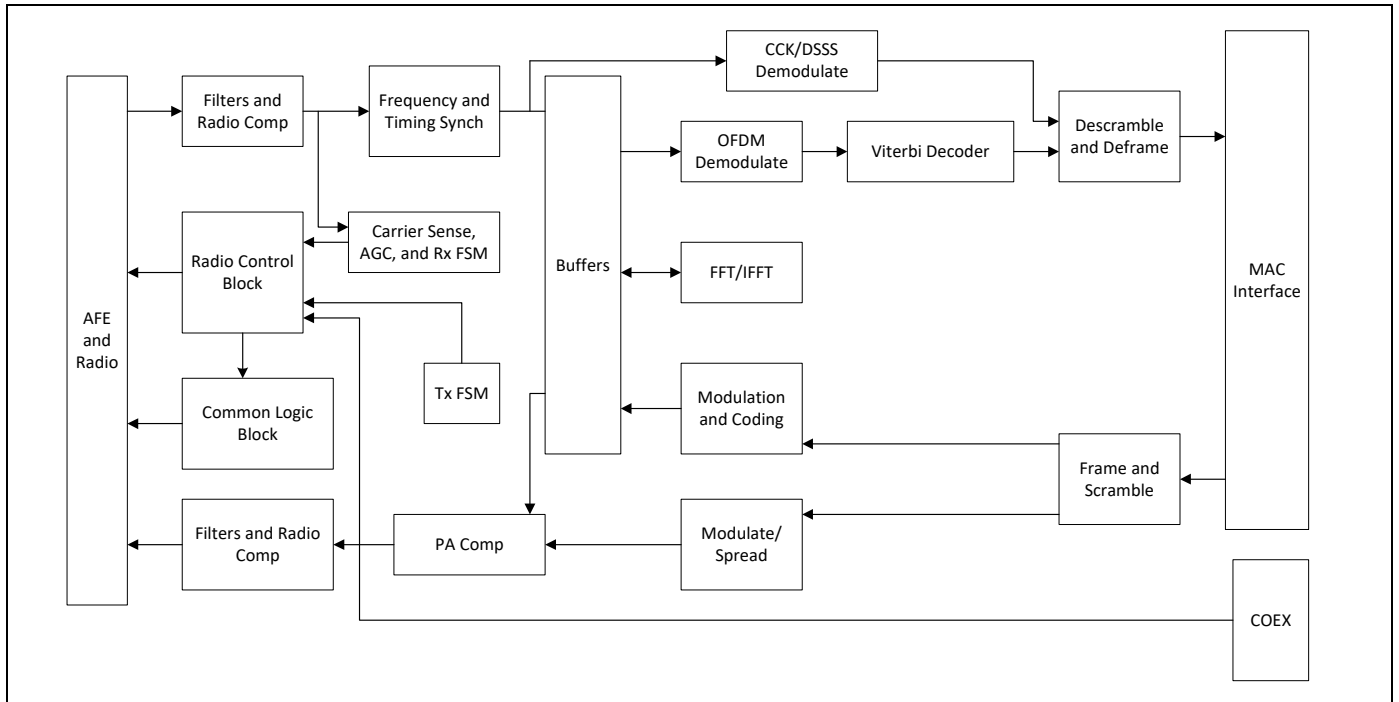 CCK/DSSS
Demodulate
Filters and
Radio Comp
Frequency and
Timing Synch
OFDM
Demodulate
Viterbi Decoder
Descramble
and Deframe
Carrier Sense,
AGC, and Rx FSM
Radio Control
Block
Buffers
FFT/IFFT
MAC
Interface
AFE
and
Radio
Tx FSM
Modulation
and Coding
Common Logic
Block
Frame and
Scramble
Filters and Radio
Comp
PA Comp
Modulate/
Spread
COEX